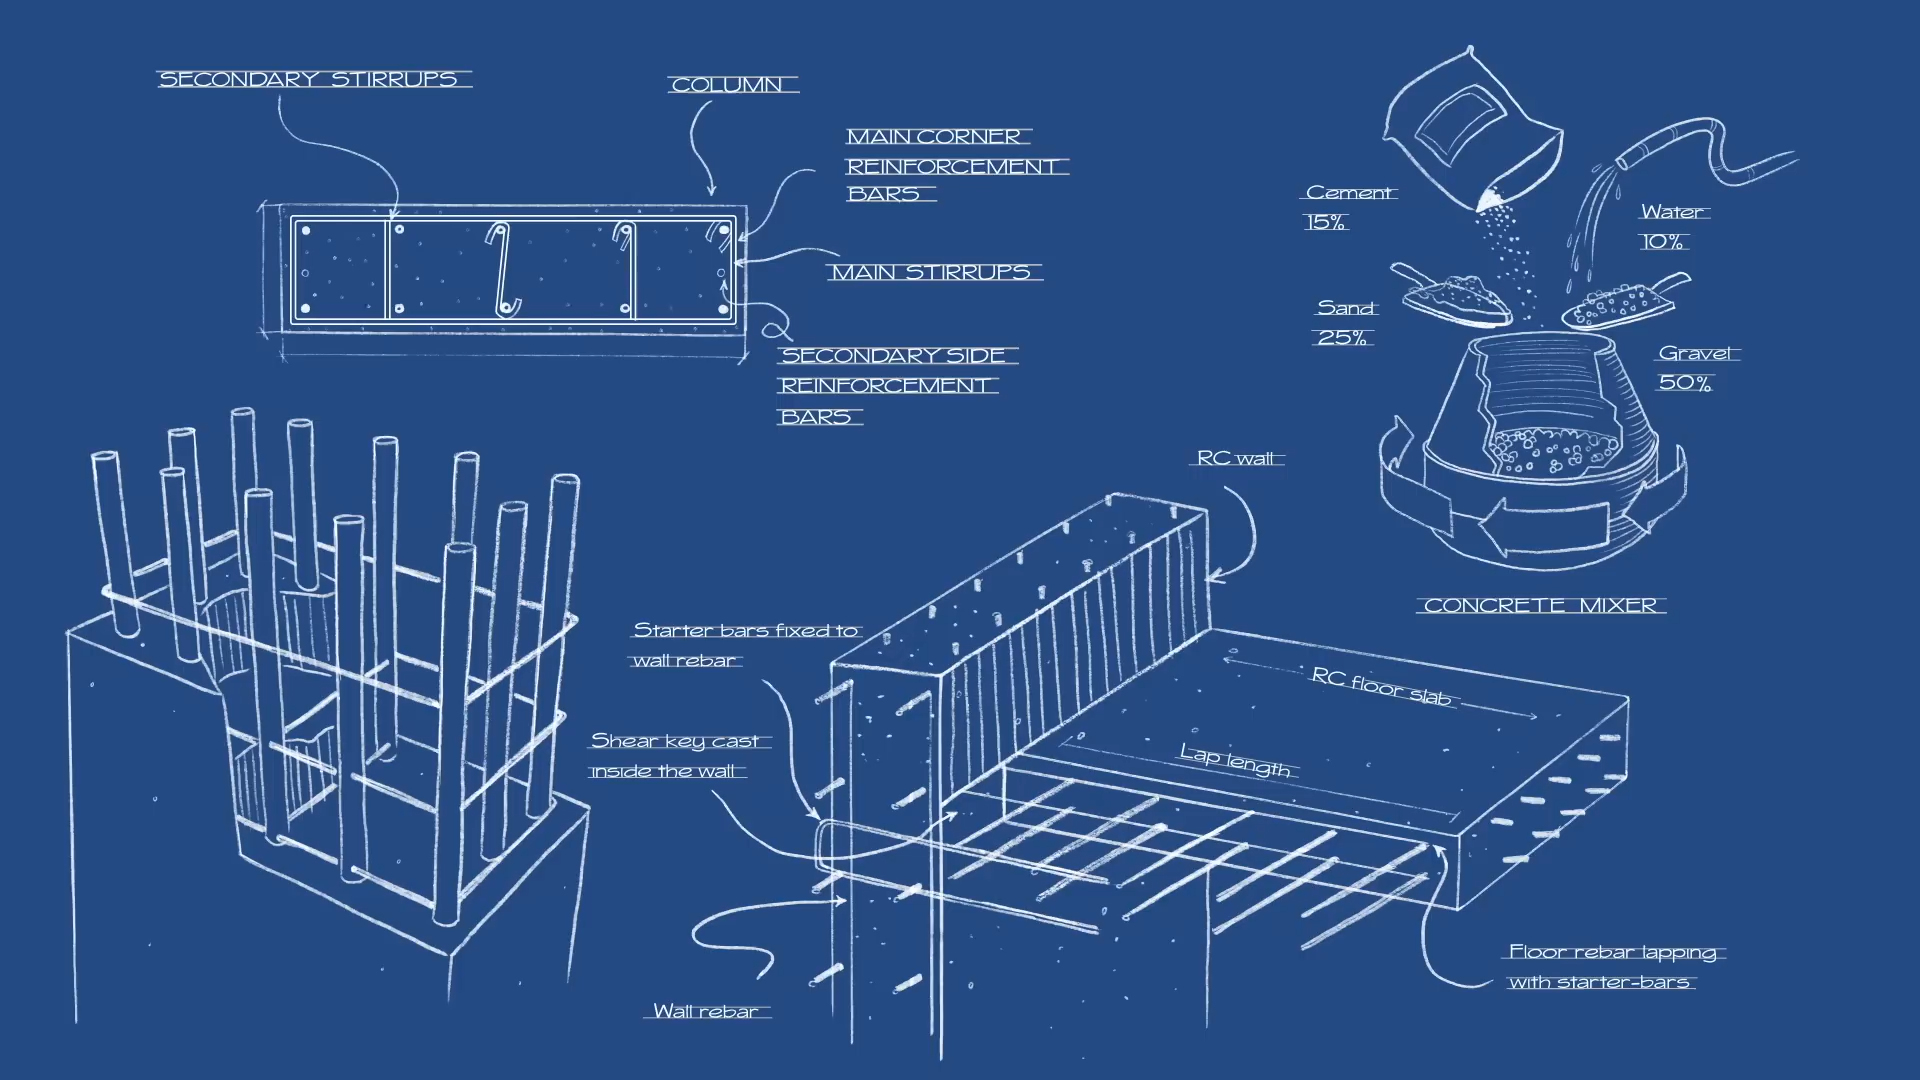 SECONDARY STIRRUPS
COLUMN
MAIN CORNER
REINFORCEMENT
BARS
MAIN STIRRUPS
SECONDARY SIDE
REINFORCEMENT
BARS
Cement
15%
Water
10%
Sand
25%
Gravel
50%
CONCRETE MIXER
RC wall
Starter bars fixed to
wall rebar
Shear key cast
inside the wall
Wall rebar
RC floor slab
Lap length
Floor rebar lapping
with starter-bars